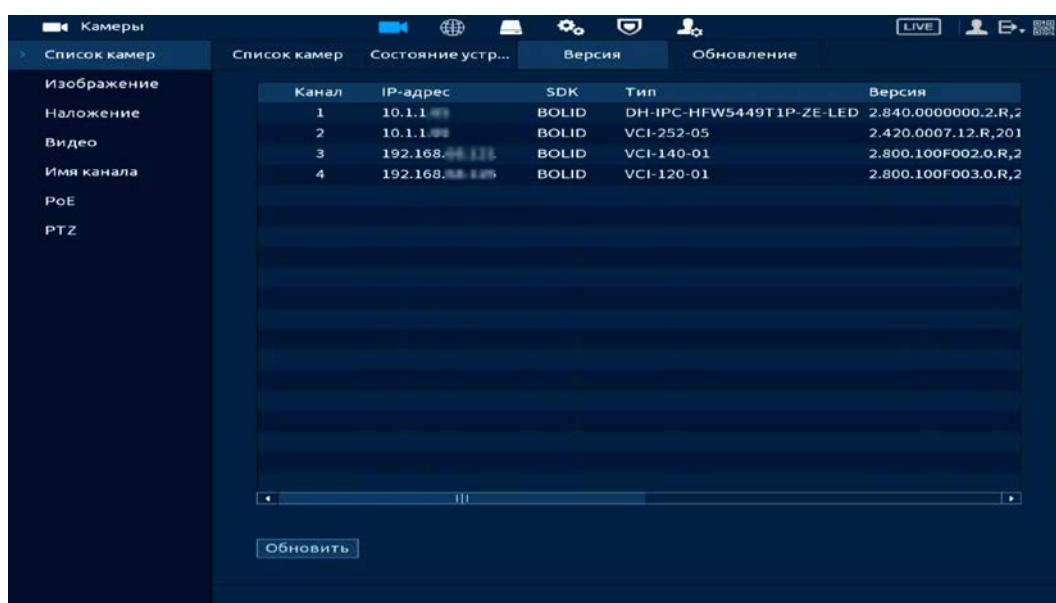 Камеры LIVE
Список камер Список камер Состояние устр... Версия Обновление
Изображение
Канал IP-адрес SDK Тип Версия
Наложение
1 10.1.1. BOLID DH-IPC-HFW5449T1P-ZE-LED 2.840.0000000.2.R,2
2 10.1.1. BOLID VCI-252-05 2.420.0007.12.R,201
Видео
3 192.168. BOLID VCI-140-01 2.800.100F002.0.R,2
Имя канала
4 192.168. BOLID VCI-120-01 2.800.100F003.0.R,2
PoE
PTZ
Обновить